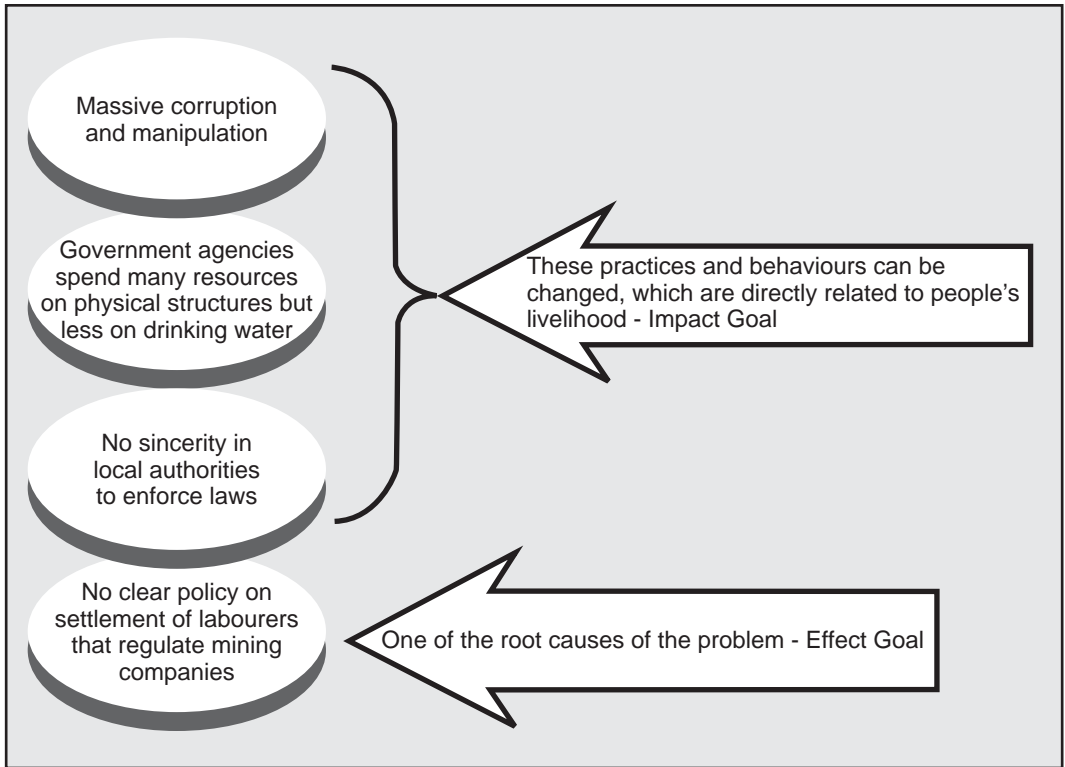 Massive corruption
and manipulation
Government agencies
spend many resources
on physical structures but
less on drinking water
These practices and behaviours can be
changed, which are directly related to people's
livelihood - Impact Goal
No sincerity in
local authorities
to enforce laws
No clear policy on
settlement of labourers
that regulate mining
companies
One of the root causes of the problem - Effect Goal